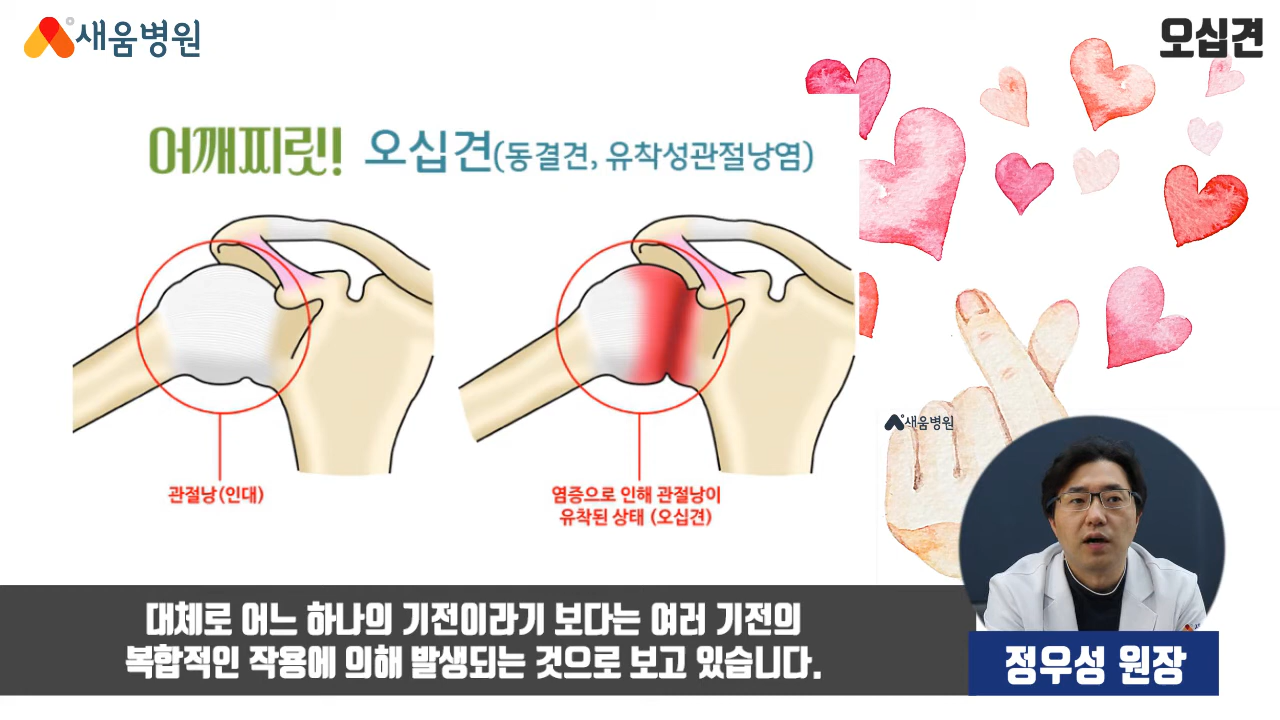 새움병원
오십견
어깨피릿! 오십견(동결견, 유착성관절낭염)
관절낭(인대)
염증으로 인해 관절낭이
유착된 상태 (오십견)
새움병원
대체로 어느 하나의 기전이라기 보다는 여러 기전의
복합적인 작용에 의해 발생되는 것으로 보고 있습니다.
정우성 원장